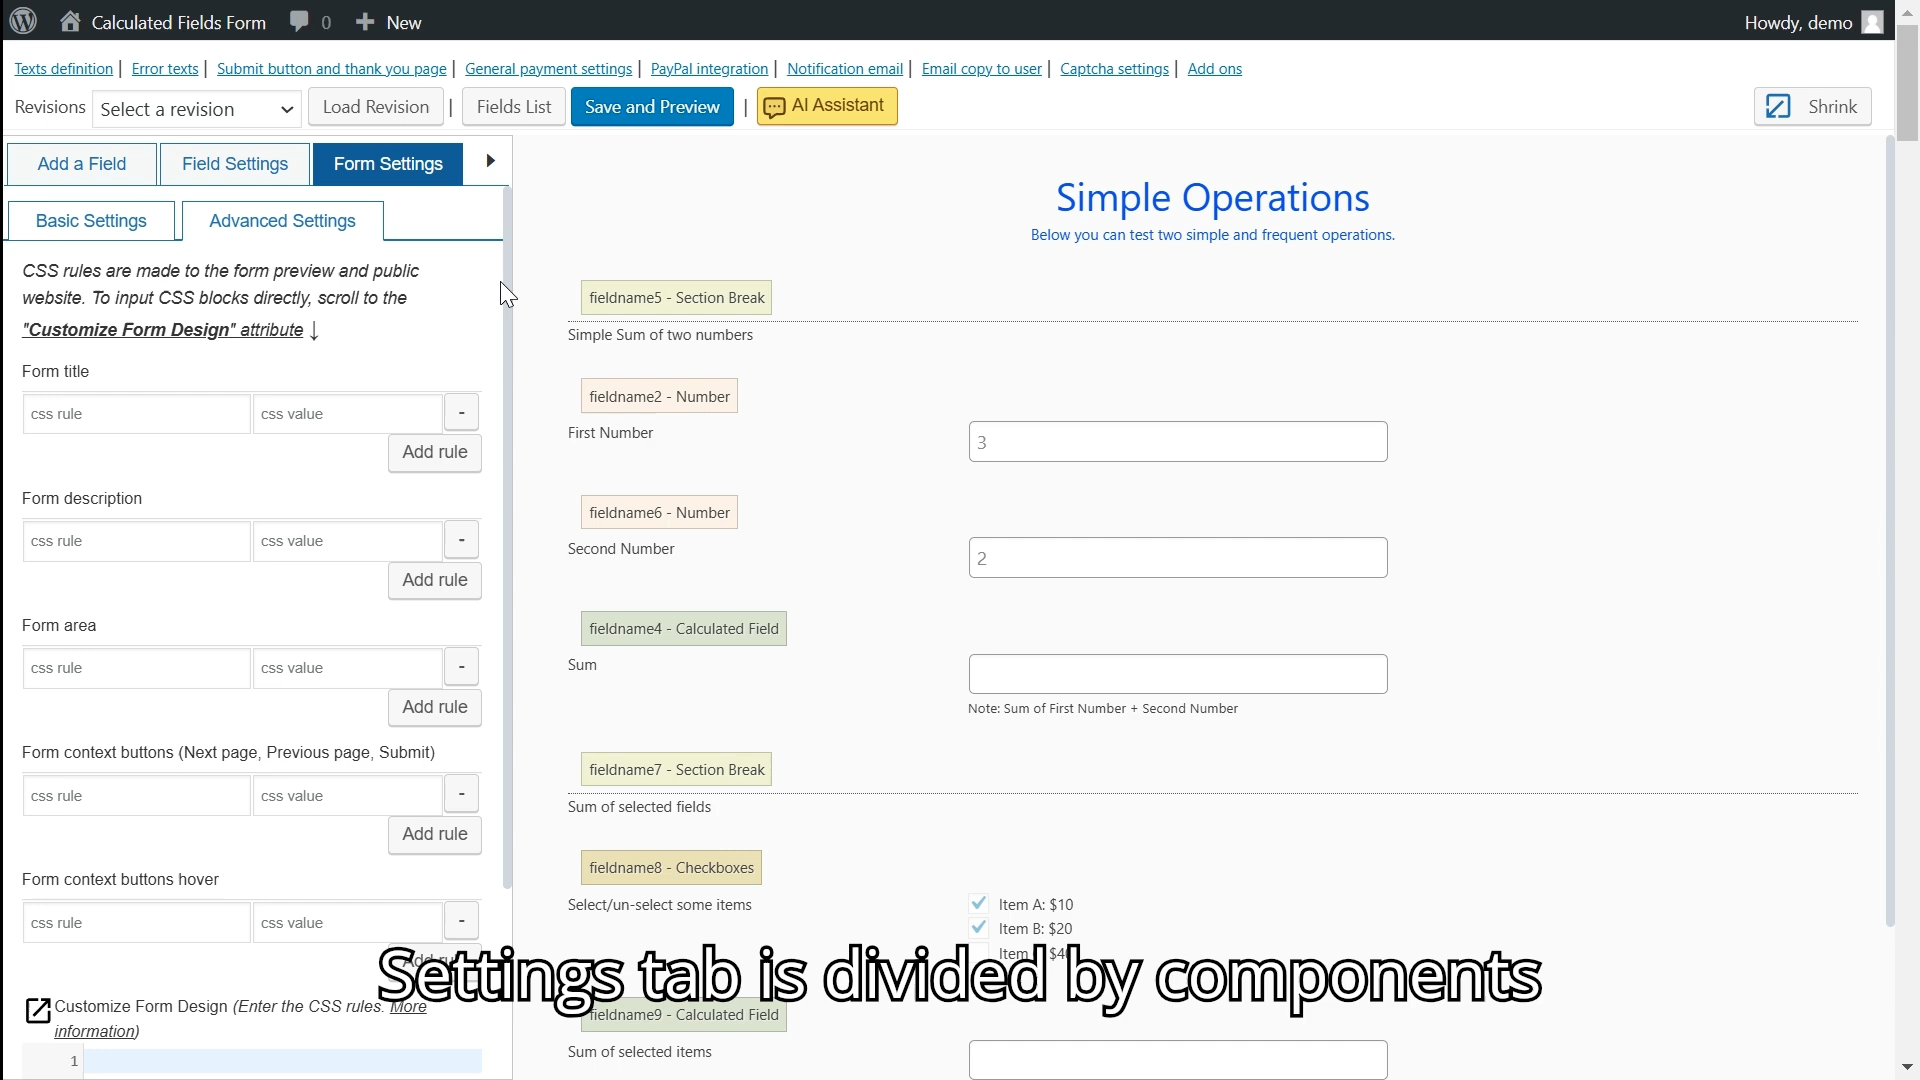 Calculated Fields Form 0 New Howdy, demo
Texts definition | Error texts | Submit button and thank you page | General payment settings | PayPal integration | Notification email | Email copy to user | Captcha settings | Add ons
Revisions Select a revision Load Revision | Fields List Save and Preview | AI Assistant Shrink
Add a Field Field Settings Form Settings
Basic Settings Advanced Settings
CSS rules are made to the form preview and public
website. To input CSS blocks directly, scroll to the
"Customize Form Design" attribute ↓
Form title
css rule css value -
Add rule
Form description
css rule css value -
Add rule
Form area
css rule css value -
Add rule
Form context buttons (Next page, Previous page, Submit)
css rule css value -
Add rule
Form context buttons hover
css rule css value -
Customize Form Design (Enter the CSS rules. More
information)
1
Simple Operations
Below you can test two simple and frequent operations.
fieldname5 - Section Break
Simple Sum of two numbers
fieldname2 - Number
First Number
3
fieldname6 - Number
Second Number
2
fieldname4 - Calculated Field
Sum
Note: Sum of First Number + Second Number
fieldname7 - Section Break
Sum of selected fields
fieldname8 - Checkboxes
Select/un-select some items
Item A: $10
Item B: $20
Item
Settings tab is divided by components
fieldname9 - Calculated Field
Sum of selected items